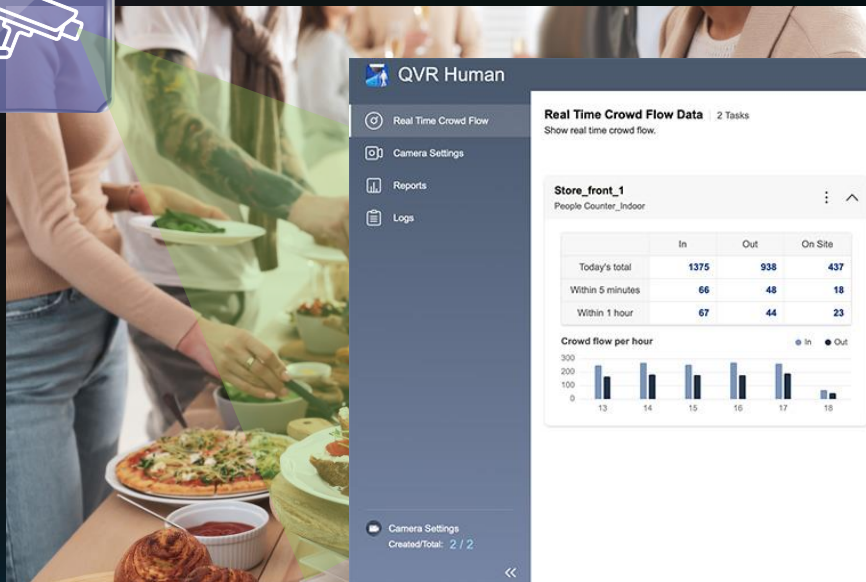 QVR Human
Real Time Crowd Flow
Camera Settings
Reports
Logs
Camera Settings
Created/Total: 2 / 2
Real Time Crowd Flow Data 2 Tasks
Show real time crowd flow.
Store_front_1
People Counter_Indoor
In Out On Site
Today's total 1375 938 437
Within 5 minutes 66 48 18
Within 1 hour 67 44 23
Crowd flow per hour In Out
300
200
100
0
13 14 15 16 17 18